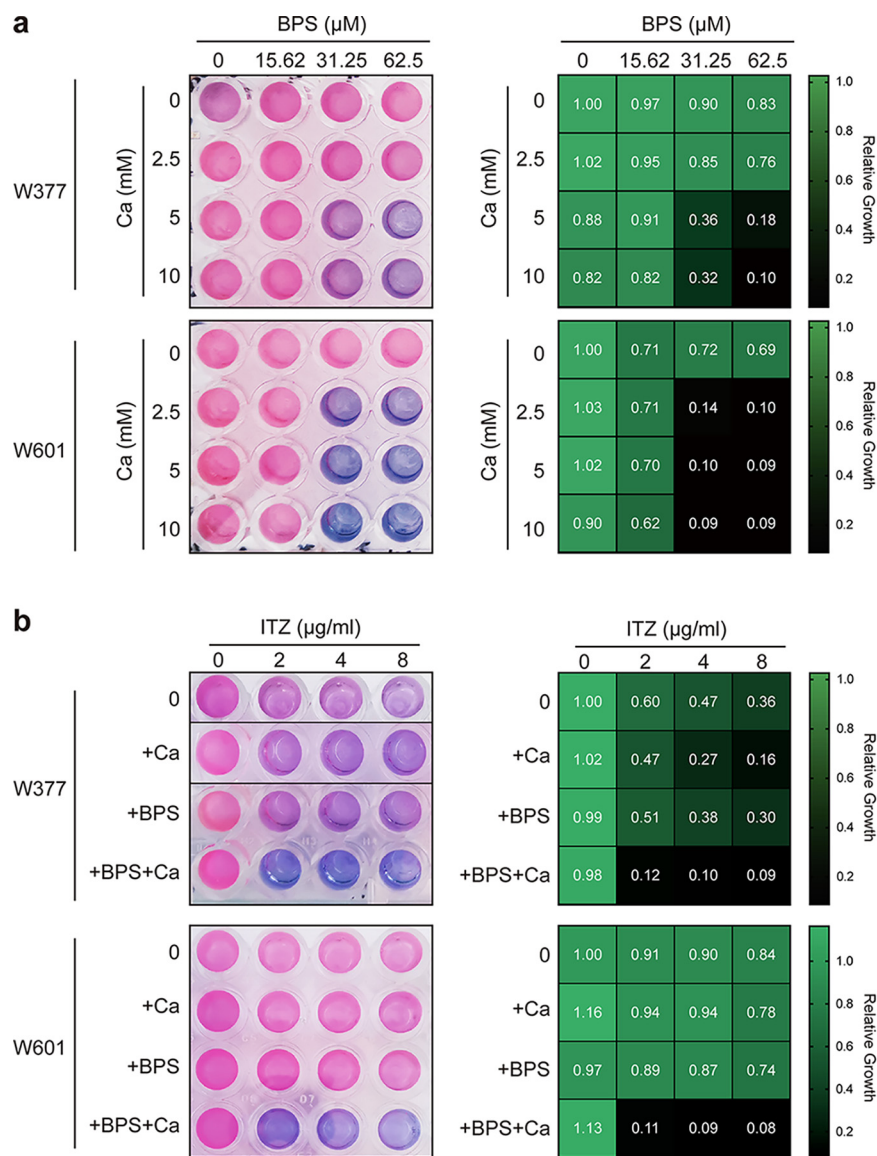 a
BPS (µM)
0 15.62 31.25 62.5
W377
Ca (mM)
0
2.5
5
10
BPS (µM)
0 15.62 31.25 62.5
Ca (mM)
0 1.00 0.97 0.90 0.83
2.5 1.02 0.95 0.85 0.76
5 0.88 0.91 0.36 0.18
10 0.82 0.82 0.32 0.10
1.0
0.8
0.6
0.4
0.2
Relative Growth
W601
Ca (mM)
0
2.5
5
10
Ca (mM)
0 1.00 0.71 0.72 0.69
2.5 1.03 0.71 0.14 0.10
5 1.02 0.70 0.10 0.09
10 0.90 0.62 0.09 0.09
1.0
0.8
0.6
0.4
0.2
Relative Growth
b
ITZ (µg/ml)
0 2 4 8
W377
0
+Ca
+BPS
+BPS+Ca
ITZ (µg/ml)
0 2 4 8
0 1.00 0.60 0.47 0.36
+Ca 1.02 0.47 0.27 0.16
+BPS 0.99 0.51 0.38 0.30
+BPS+Ca 0.98 0.12 0.10 0.09
1.0
0.8
0.6
0.4
0.2
Relative Growth
W601
0
+Ca
+BPS
+BPS+Ca
0 1.00 0.91 0.90 0.84
+Ca 1.16 0.94 0.94 0.78
+BPS 0.97 0.89 0.87 0.74
+BPS+Ca 1.13 0.11 0.09 0.08
1.0
0.8
0.6
0.4
0.2
Relative Growth